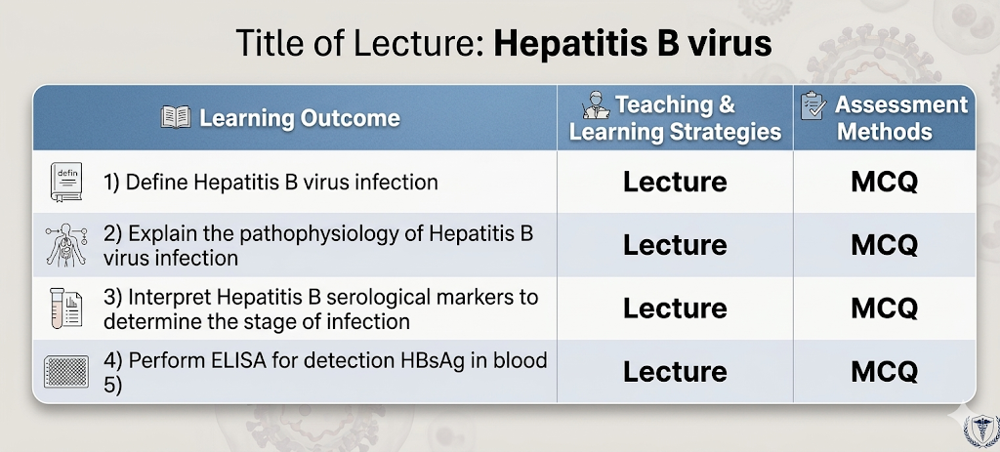 Title of Lecture: Hepatitis B virus
Learning Outcome
Teaching &
Learning Strategies
Assessment
Methods
defin
1) Define Hepatitis B virus infection
Lecture
MCQ
2) Explain the pathophysiology of Hepatitis B
virus infection
Lecture
MCQ
3) Interpret Hepatitis B serological markers to
determine the stage of infection
Lecture
MCQ
4) Perform ELISA for detection HBsAg in blood
5)
Lecture
MCQ